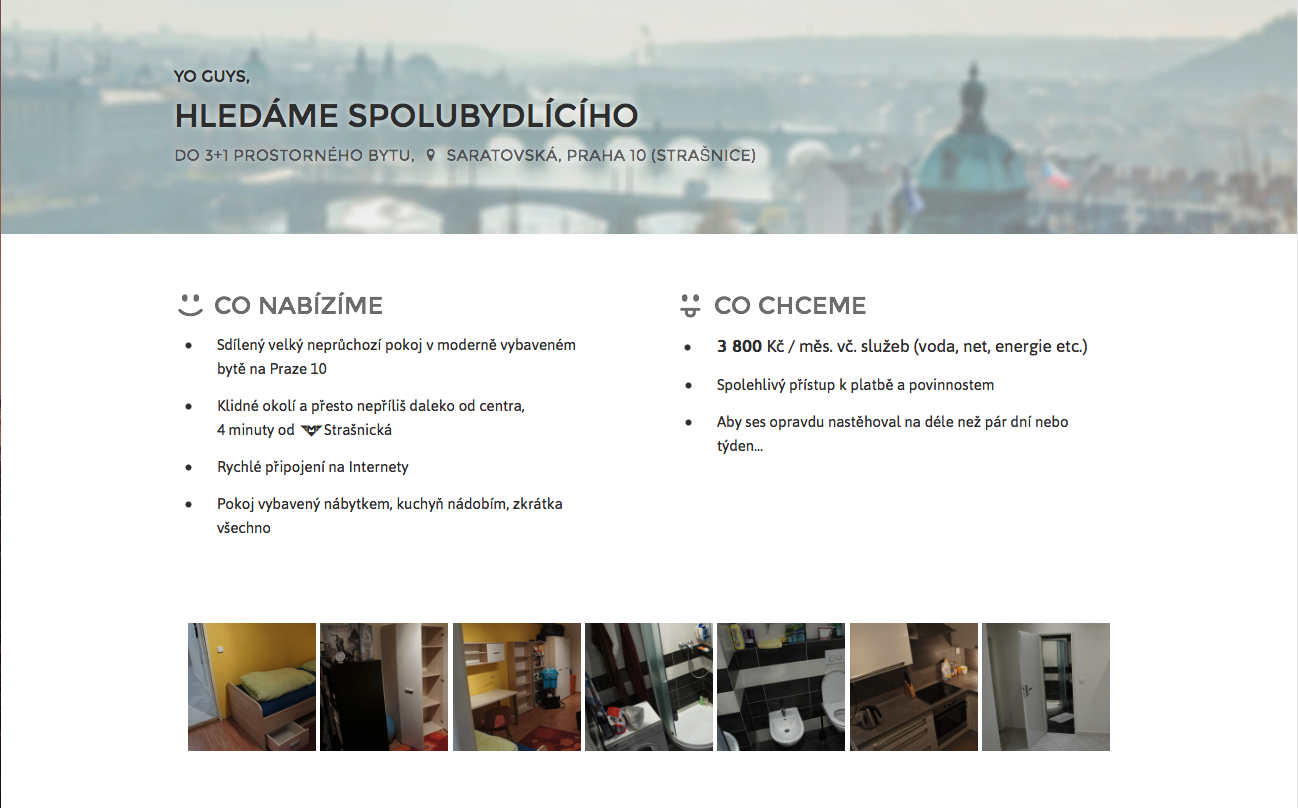 YO GUYS,
HLEDÁME SPOLUBYDLÍCÍHO
DO 3+1 PROSTORNÉHO BYTU, SARATOVSKÁ, PRAHA 10 (STRAŠNICE)
CO NABÍZÍME
Sdílený velký neprůchozí pokoj v moderně vybaveném
bytě na Praze 10
Klidné okolí a přesto nepříliš daleko od centra,
4 minuty od Strašnická
Rychlé připojení na Internety
Pokoj vybavený nábytkem, kuchyň nádobím, zkrátka
všechno
CO CHCEME
3 800 Kč / měs. vč. služeb (voda, net, energie etc.)
Spolehlivý přístup k platbě a povinnostem
Aby ses opravdu nastěhoval na déle než pár dní nebo
týden...